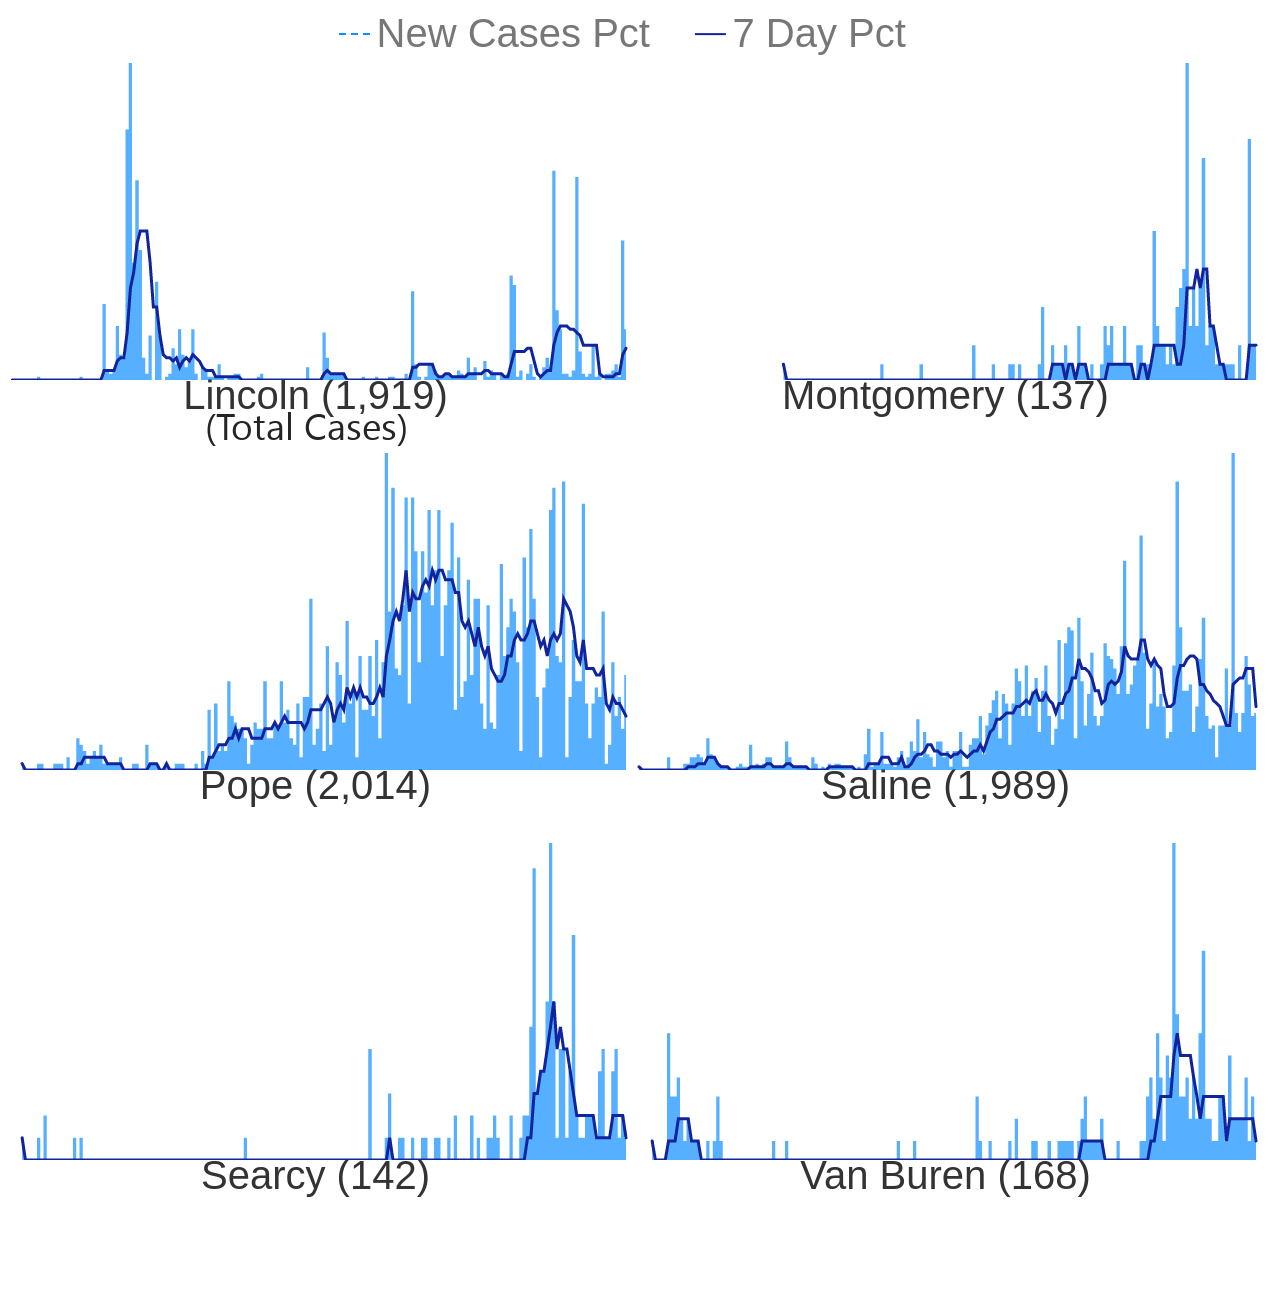 New Cases Pct 7 Day Pct
Lincoln (1,919) Montgomery (137)
(Total Cases)
Pope (2,014) Saline (1,989)
Searcy (142) Van Buren (168)